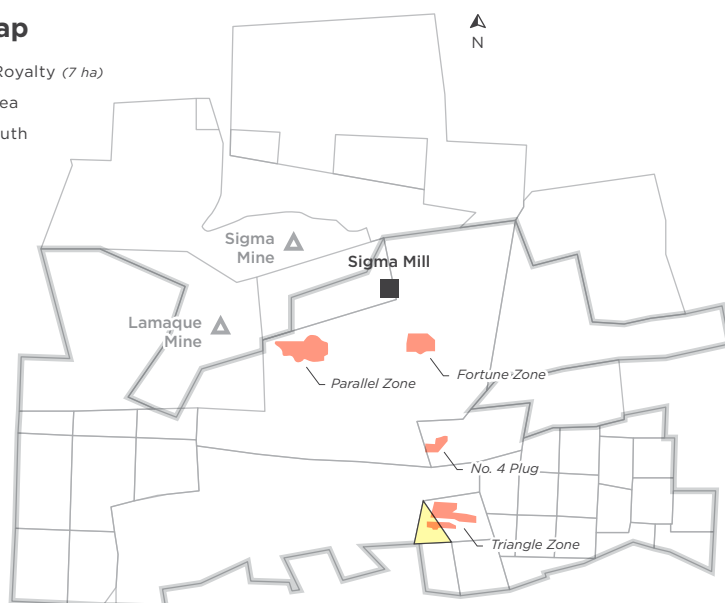 ap
Royalty (7 ha)
ea
uth
N
Sigma
Mine
Sigma Mill
Lamaque
Mine
Parallel Zone
Fortune Zone
No. 4 Plug
Triangle Zone